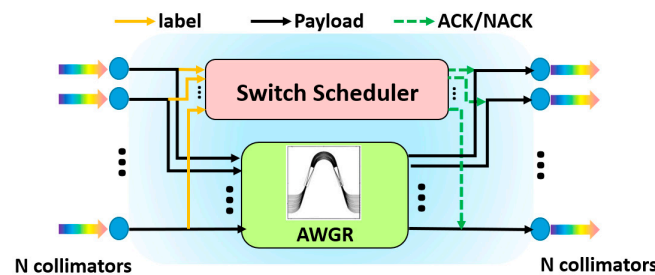 label Payload ACK/NACK
Switch Scheduler
AWGR
N collimators
N collimators